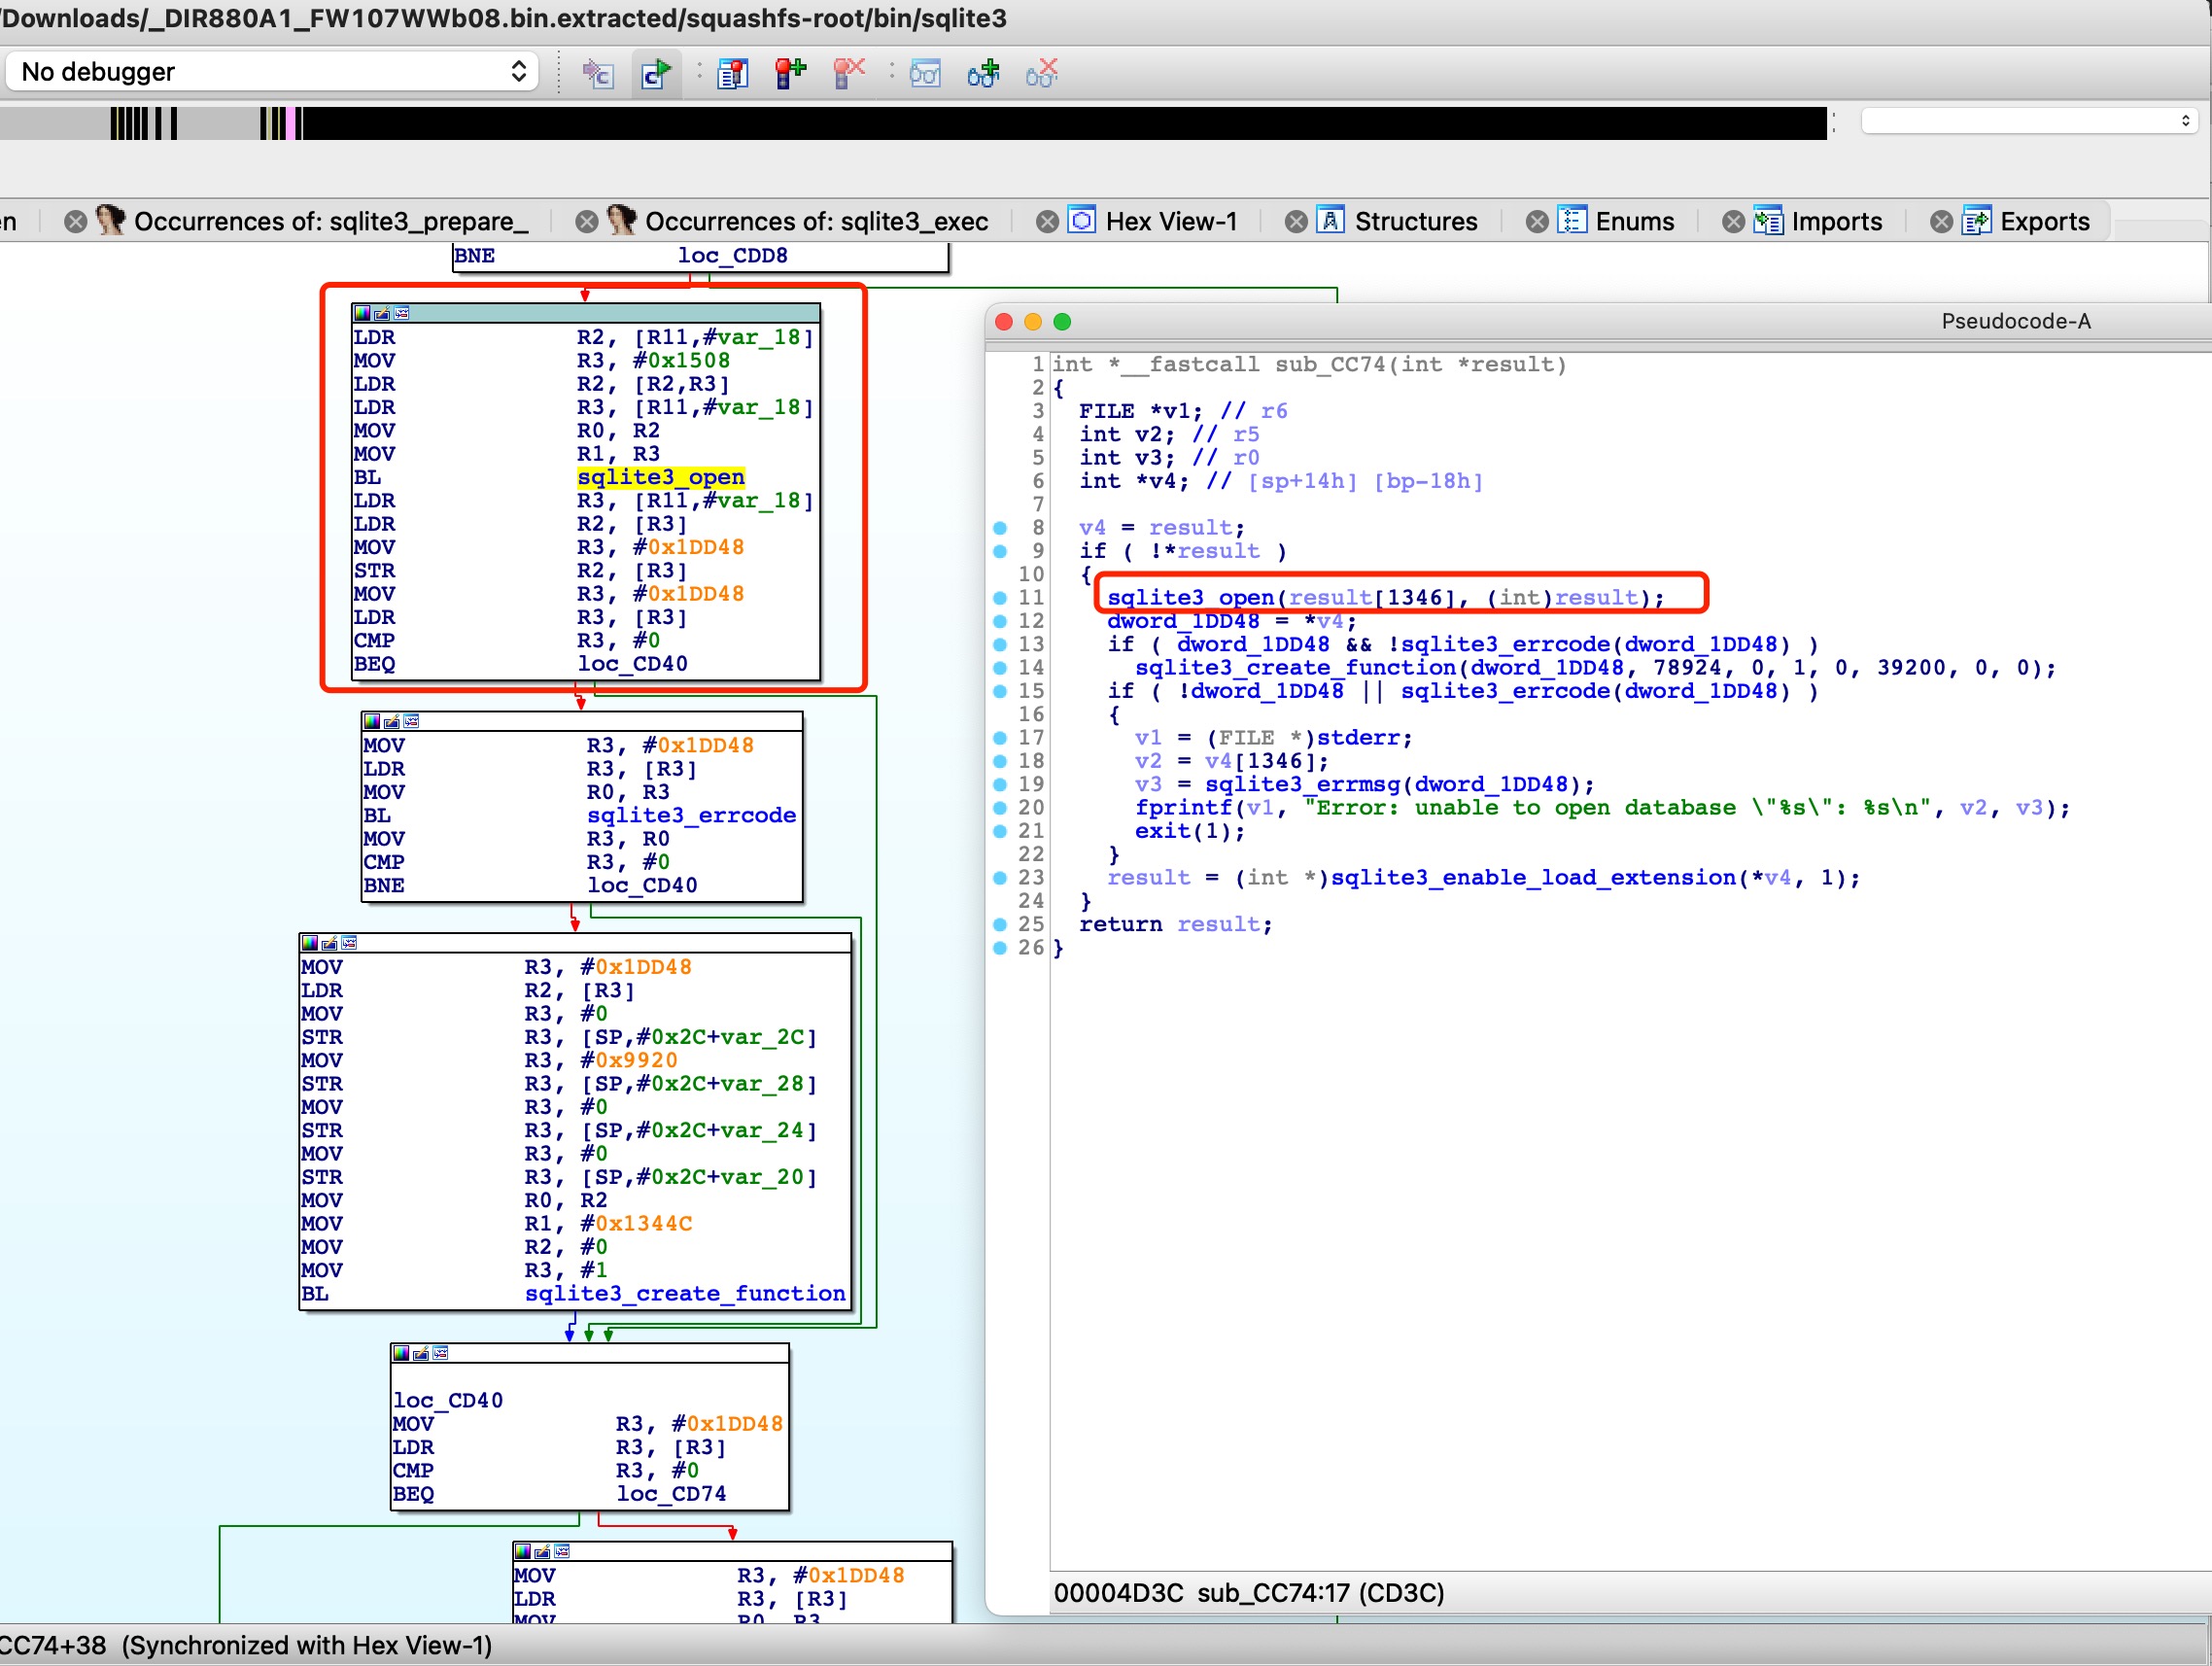 /Downloads/_DIR880A1_FW107WWb08.bin.extracted/squashfs-root/bin/sqlite3
No debugger
en
Occurrences of: sqlite3_prepare_
Occurrences of: sqlite3_exec
Hex View-1
Structures
Enums
Imports
Exports
BNE loc_CDD8
LDR R2, [R11,#var_18]
MOV R3, #0x1508
LDR R2, [R2,R3]
LDR R3, [R11,#var_18]
MOV R0, R2
MOV R1, R3
BL sqlite3_open
LDR R3, [R11,#var_18]
LDR R2, [R3]
MOV R3, #0x1DD48
STR R2, [R3]
MOV R3, #0x1DD48
LDR R3, [R3]
CMP R3, #0
BEQ loc_CD40
MOV R3, #0x1DD48
LDR R3, [R3]
MOV R0, R3
BL sqlite3_errcode
MOV R3, R0
CMP R3, #0
BNE loc_CD40
MOV R3, #0x1DD48
LDR R2, [R3]
MOV R3, #0
STR R3, [SP,#0x2C+var_2C]
MOV R3, #0x9920
STR R3, [SP,#0x2C+var_28]
MOV R3, #0
STR R3, [SP,#0x2C+var_24]
MOV R3, #0
STR R3, [SP,#0x2C+var_20]
MOV R0, R2
MOV R1, #0x1344C
MOV R2, #0
MOV R3, #1
BL sqlite3_create_function
loc_CD40
MOV R3, #0x1DD48
LDR R3, [R3]
CMP R3, #0
BEQ loc_CD74
MOV R3, #0x1DD48
LDR R3, [R3]
MOV R0, R3
Pseudocode-A
1 int *__fastcall sub_CC74(int *result)
2 {
3 FILE *v1; // r6
4 int v2; // r5
5 int v3; // r0
6 int *v4; // [sp+14h] [bp-18h]
7
8 v4 = result;
9 if ( !*result )
10 {
11 sqlite3_open(result[1346], (int)result);
12 dword_1DD48 = *v4;
13 if ( dword_1DD48 && !sqlite3_errcode(dword_1DD48) )
14 sqlite3_create_function(dword_1DD48, 78924, 0, 1, 0, 39200, 0, 0);
15 if ( !dword_1DD48 || sqlite3_errcode(dword_1DD48) )
16 {
17 v1 = (FILE *)stderr;
18 v2 = v4[1346];
19 v3 = sqlite3_errmsg(dword_1DD48);
20 fprintf(v1, "Error: unable to open database \"%s\": %s\n", v2, v3);
21 exit(1);
22 }
23 result = (int *)sqlite3_enable_load_extension(*v4, 1);
24 }
25 return result;
26 }
00004D3C sub_CC74:17 (CD3C)
CC74+38 (Synchronized with Hex View-1)